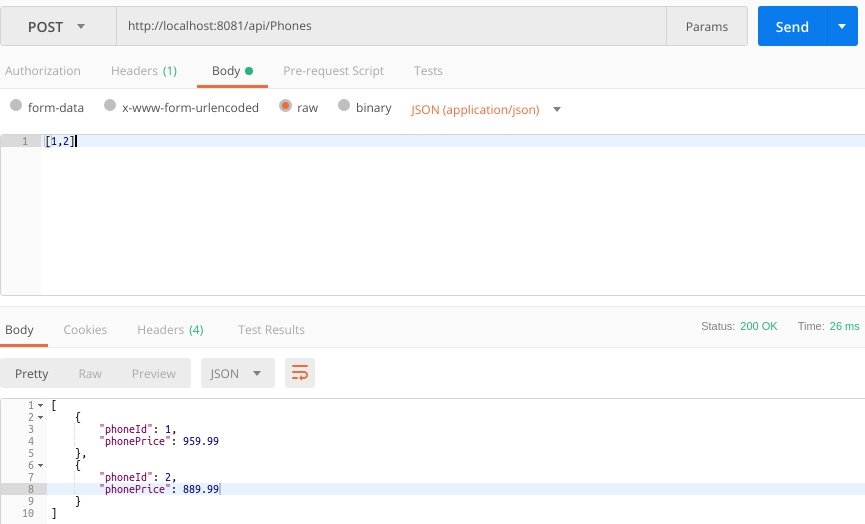 POST http://localhost:8081/api/Phones Params Send
Authorization Headers (1) Body Pre-request Script Tests
form-data x-www-form-urlencoded raw binary JSON (application/json)
1 [1,2]
Body Cookies Headers (4) Test Results Status: 200 OK Time: 26 ms
Pretty Raw Preview JSON
1 [
2 {
3 "phoneId": 1,
4 "phonePrice": 959.99
5 },
6 {
7 "phoneId": 2,
8 "phonePrice": 889.99
9 }
10 ]